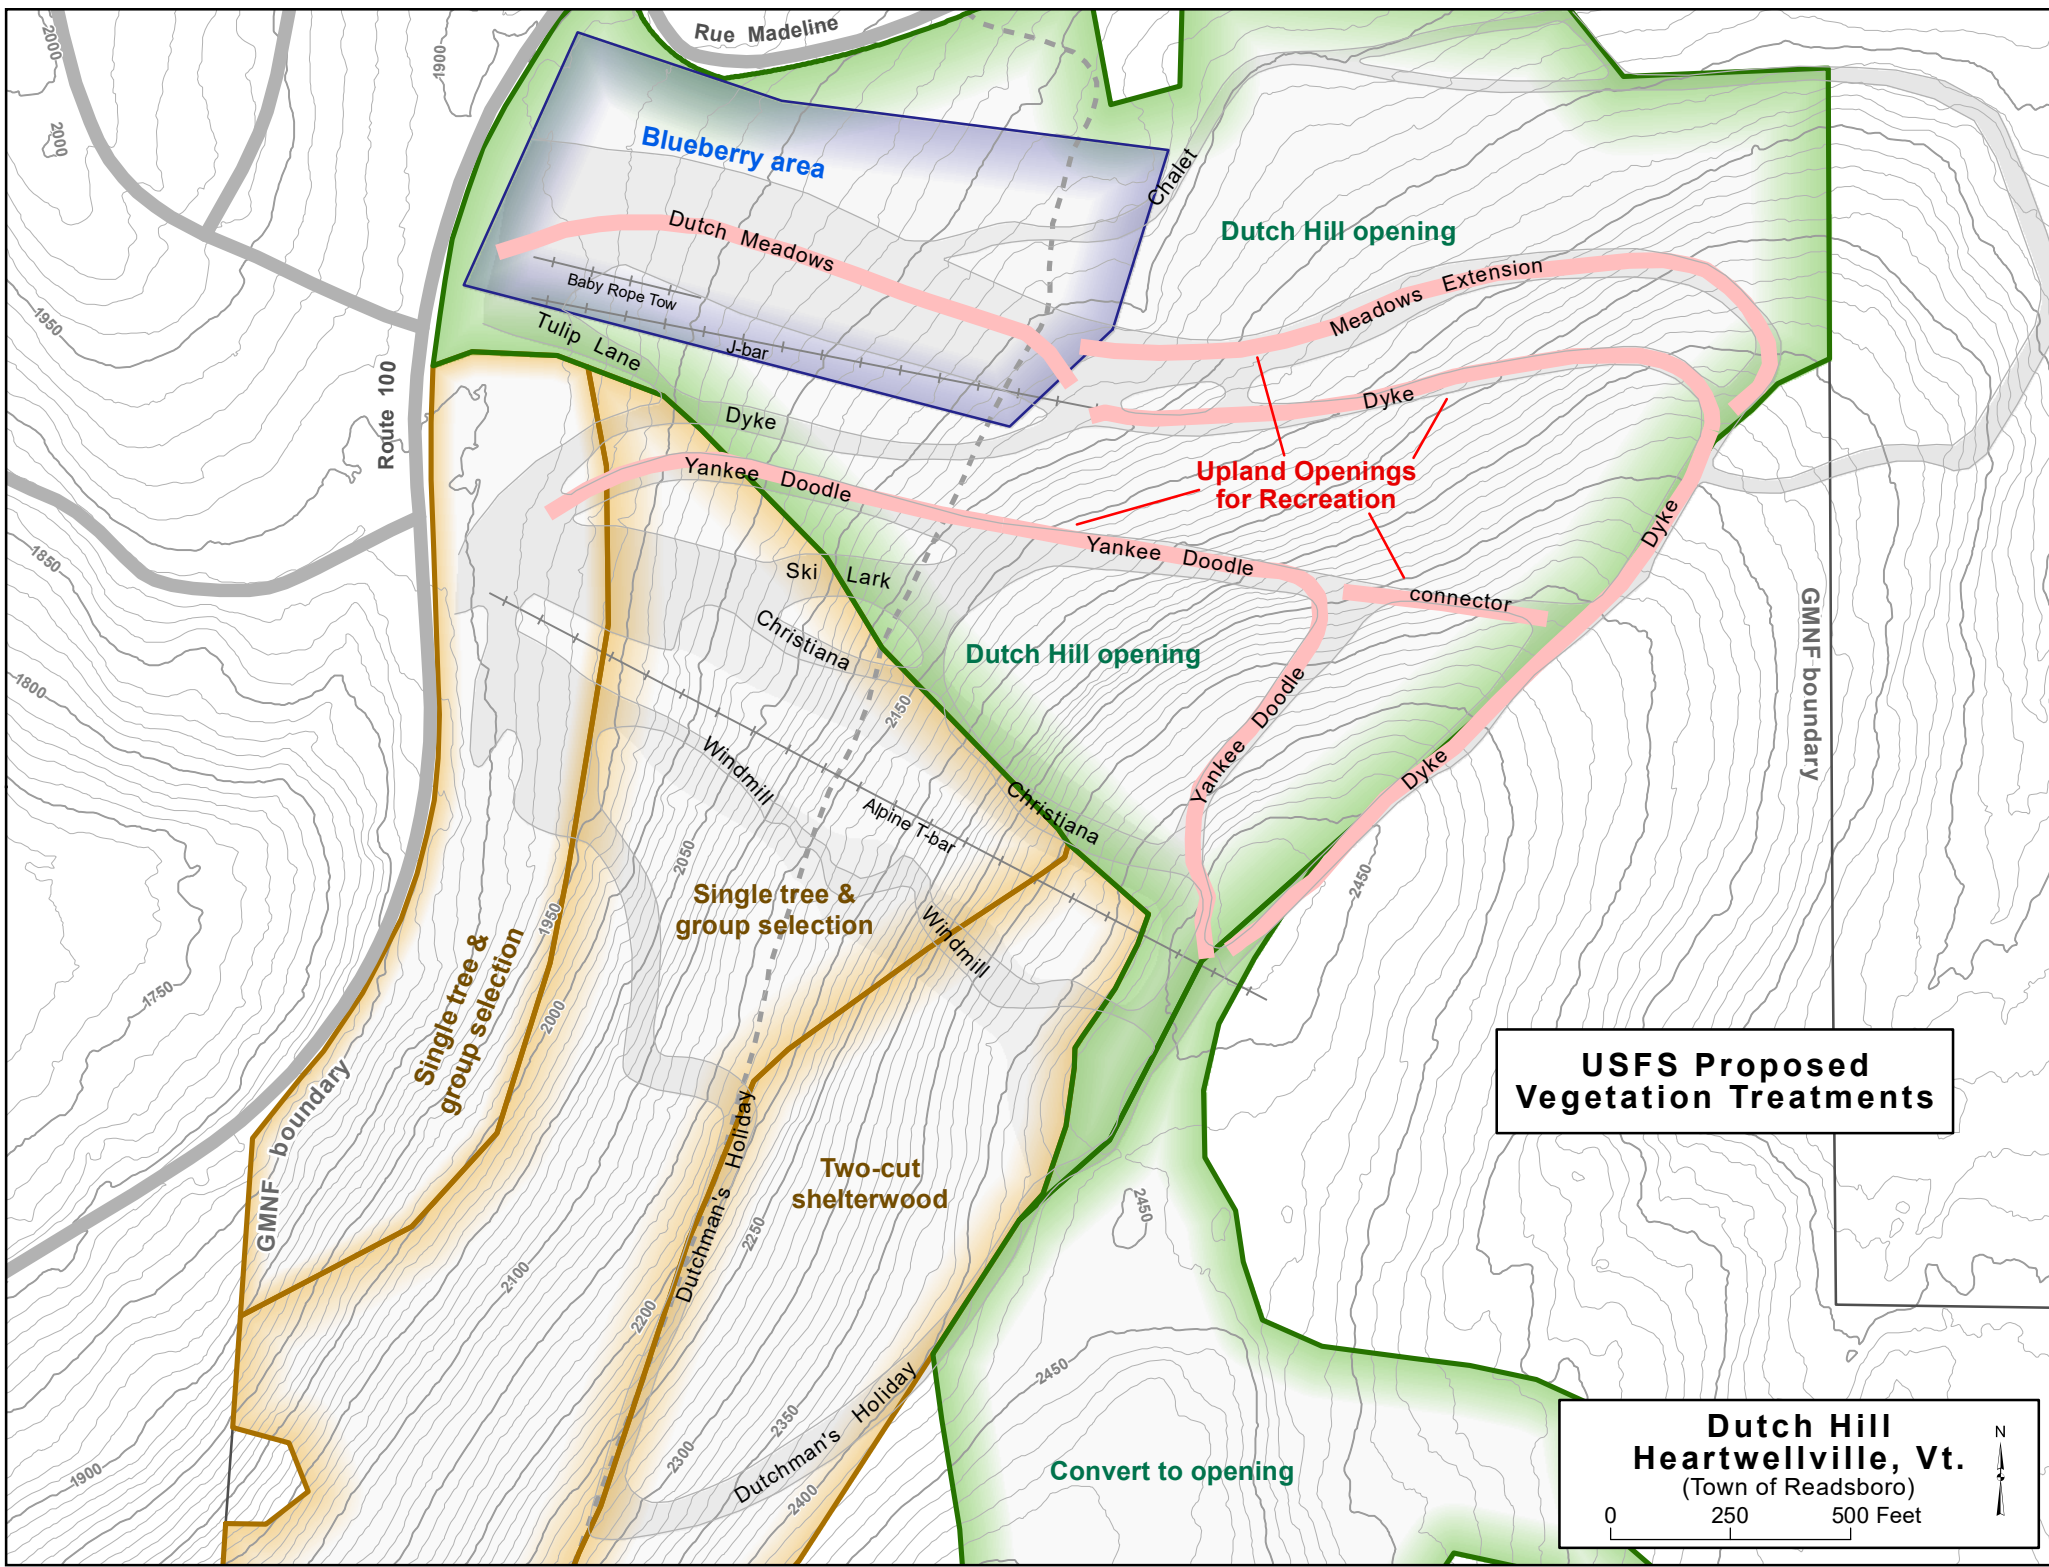 Rue Madeline
2000
1900
2000
Blueberry area
Chalet
Dutch Meadows
Dutch Hill opening
Baby Rope Tow
Meadows Extension
1950
Tulip Lane
J-bar
Route 100
Dyke
Dyke
Yankee Doodle
Upland Openings
for Recreation
Dyke
1850
Yankee Doodle
Ski Lark
connector
Christiana
GMNF boundary
Dutch Hill opening
1800
2150
Yankee Doodle
Windmill
Alpine T-bar
Christiana
Dyke
2050
2450
Single tree &
group selection
1950
Windmill
Single tree &
group selection
1750
2000
USFS Proposed
Vegetation Treatments
GMNF boundary
Dutchman's Holiday
Two-cut
shelterwood
2450
2250
2100
2200
2450
Dutchman's Holiday
2350
2300
2400
1900
Convert to opening
Dutch Hill
Heartwellville, Vt.
(Town of Readsboro)
N
0 250 500 Feet